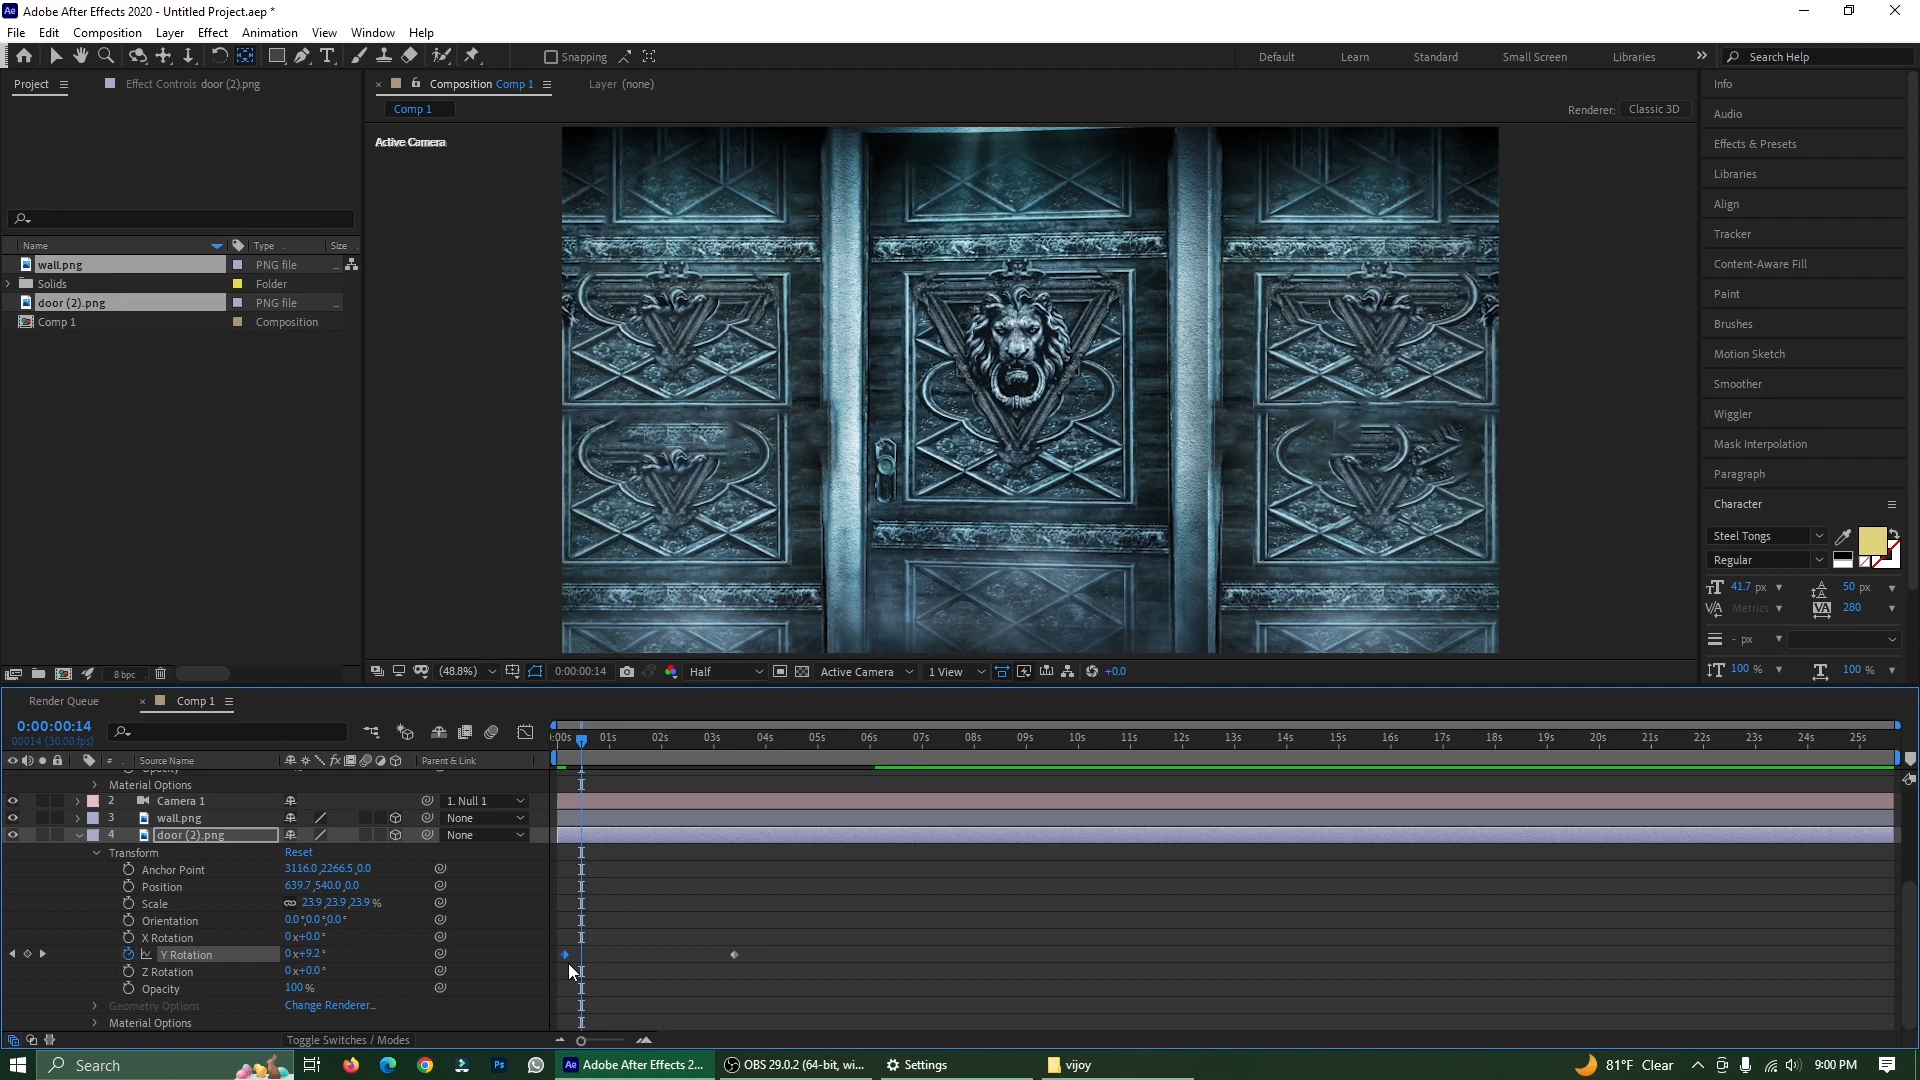 Adobe After Effects 2020 - Untitled Project.aep *
File Edit Composition Layer Effect Animation View Window Help
Snapping Default Learn Standard Small Screen Libraries Search Help
Project Effect Controls door (2).png Composition Comp 1 Layer (none)
Comp 1 Renderer: Classic 3D
Active Camera
Name Type Size
wall.png PNG file
Solids Folder
door (2).png PNG file
Comp 1 Composition
Info
Audio
Effects & Presets
Libraries
Align
Tracker
Content-Aware Fill
Paint
Brushes
Motion Sketch
Smoother
Wiggler
Mask Interpolation
Paragraph
Character
Steel Tongs
Regular
41.7 px 50 px
Metrics 280
- px
100 % 100 %
8 bpc (48.8%) 0:00:00:14 Half Active Camera 1 View +0.0
Render Queue Comp 1
0:00:00:14
00014 (30.00 fps)
:00s 01s 02s 03s 04s 05s 06s 07s 08s 09s 10s 11s 12s 13s 14s 15s 16s 17s 18s 19s 20s 21s 22s 23s 24s 25s
# Source Name Parent & Link
Material Options
2 Camera 1 1. Null 1
3 wall.png None
4 door (2).png None
Transform Reset
Anchor Point 3116.0,2266.5,0.0
Position 639.7,540.0,0.0
Scale 23.9,23.9,23.9 %
Orientation 0.0°,0.0°,0.0°
X Rotation 0x+0.0°
Y Rotation 0x+9.2°
Z Rotation 0x+0.0°
Opacity 100 %
Geometry Options Change Renderer...
Material Options
Toggle Switches / Modes
Search Adobe After Effects 2... OBS 29.0.2 (64-bit, wi... Settings vijoy 81°F Clear 9:00 PM